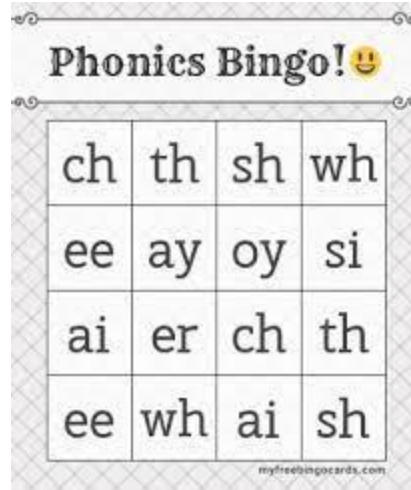 Phonics Bingo!😃
ch th sh wh
ee ay oy si
ai er ch th
ee wh ai sh
myfreebingocards.com